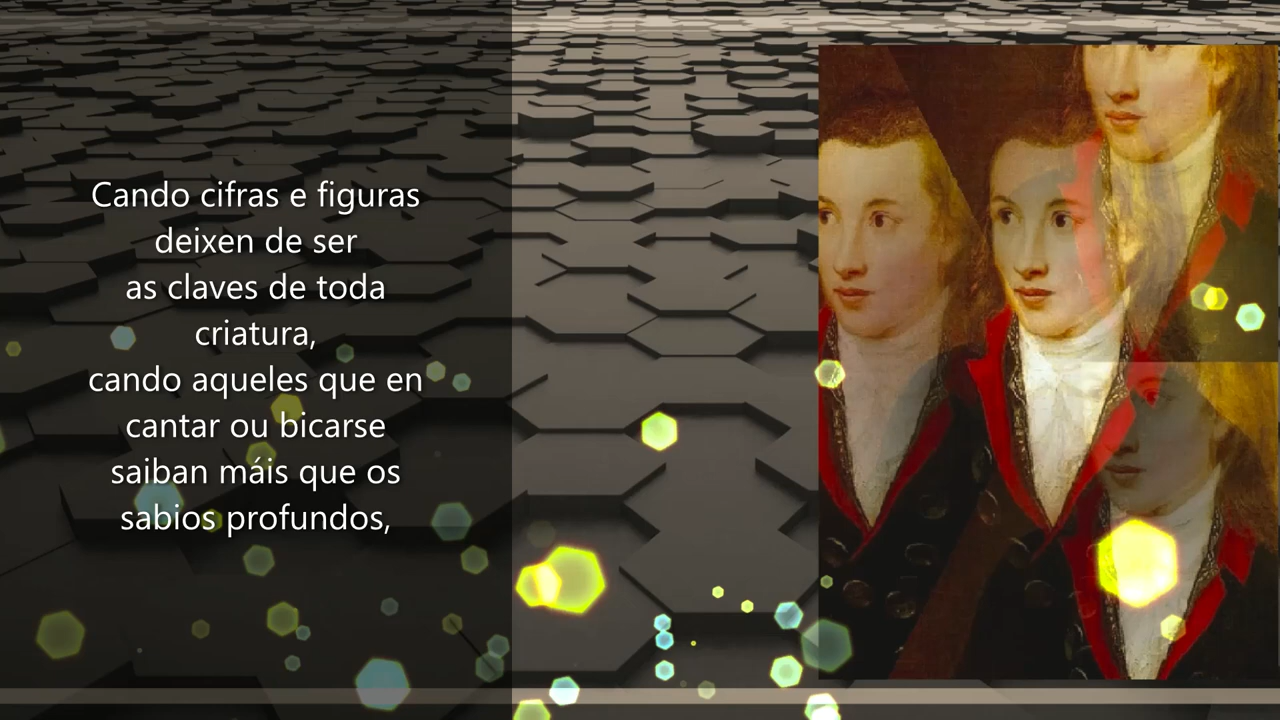 Cando cifras e figuras
deixen de ser
as claves de toda
criatura,
cando aqueles que en
cantar ou bicarse
saiban máis que os
sabios profundos,